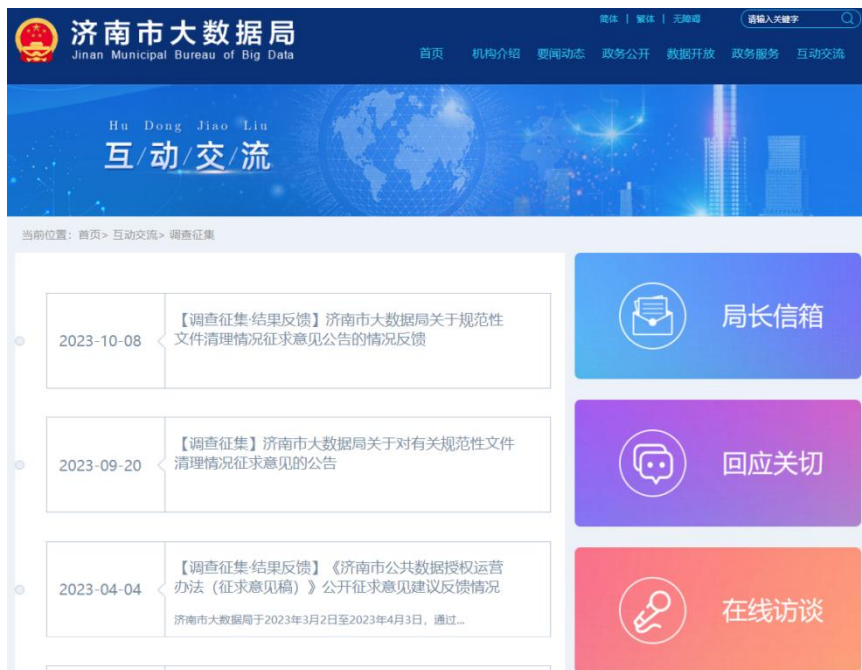 简体 | 繁体 | 无障碍
请输入关键字
济南市大数据局
Jinan Municipal Bureau of Big Data
首页 机构介绍 要闻动态 政务公开 数据开放 政务服务 互动交流
Hu Dong Jiao Liu
互/动/交/流
当前位置：首页> 互动交流> 调查征集
2023-10-08
【调查征集·结果反馈】济南市大数据局关于规范性
文件清理情况征求意见公告的情况反馈
2023-09-20
【调查征集】济南市大数据局关于对有关规范性文件
清理情况征求意见的公告
2023-04-04
【调查征集·结果反馈】《济南市公共数据授权运营
办法（征求意见稿）》公开征求意见建议反馈情况
济南市大数据局于2023年3月2日至2023年4月3日，通过...
局长信箱
回应关切
在线访谈